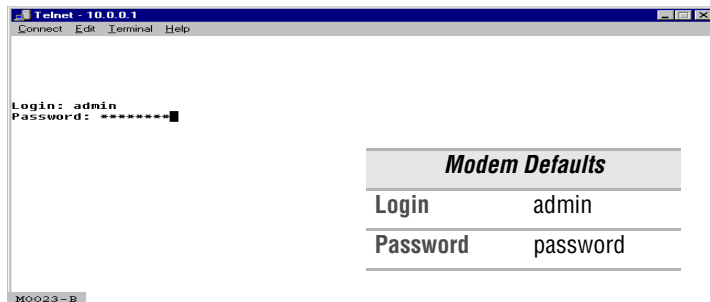 Telnet - 10.0.0.1
Connect Edit Terminal Help
Login: admin
Password: ********
Modem Defaults
Login admin
Password password
M0023-B